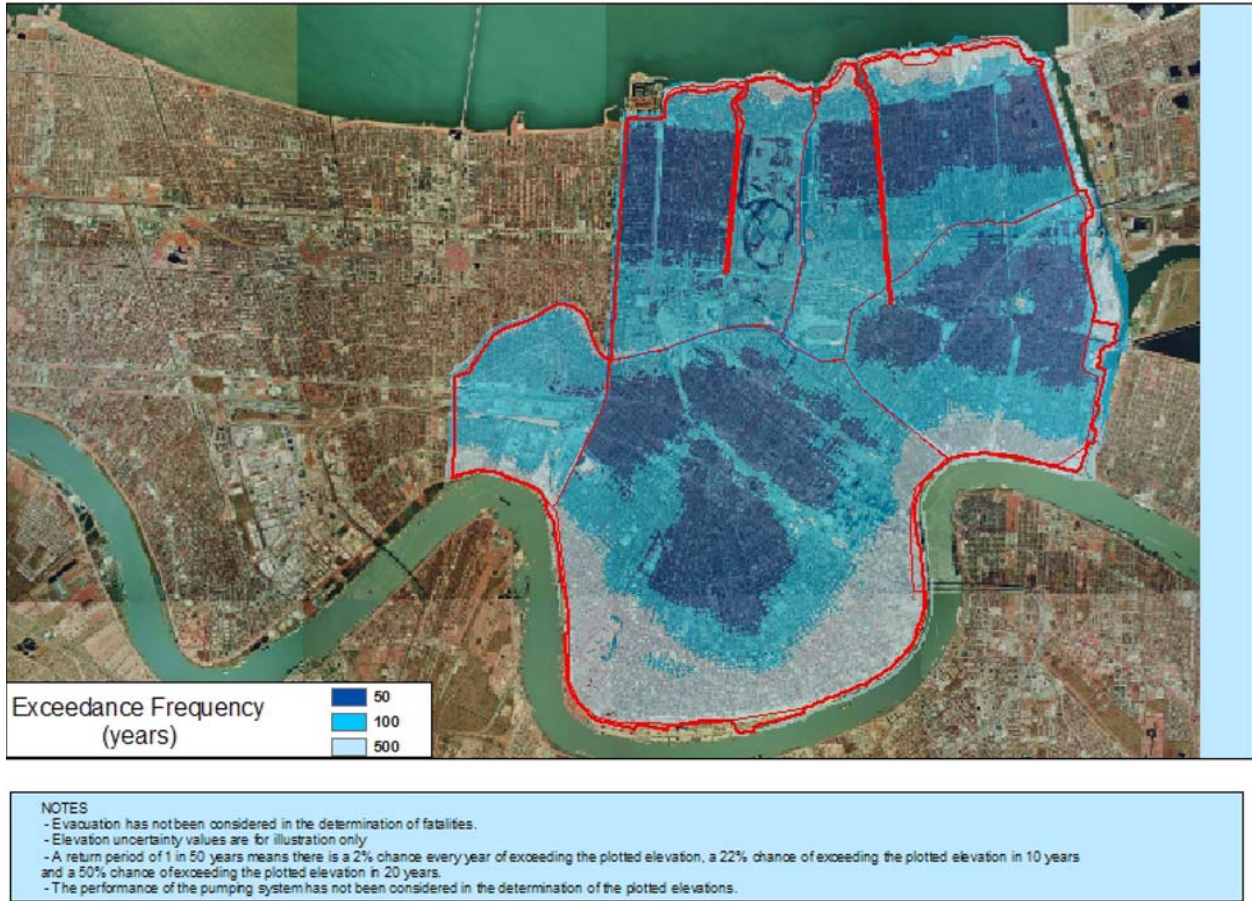 Exceedance Frequency
(years)
50
100
500
NOTES
- Evacuation has not been considered in the determination of fatalities.
- Elevation uncertainty values are for illustration only
- A return period of 1 in 50 years means there is a 2% chance every year of exceeding the plotted elevation, a 22% chance of exceeding the plotted elevation in 10 years
and a 50% chance of exceeding the plotted elevation in 20 years.
- The performance of the pumping system has not been considered in the determination of the plotted elevations.